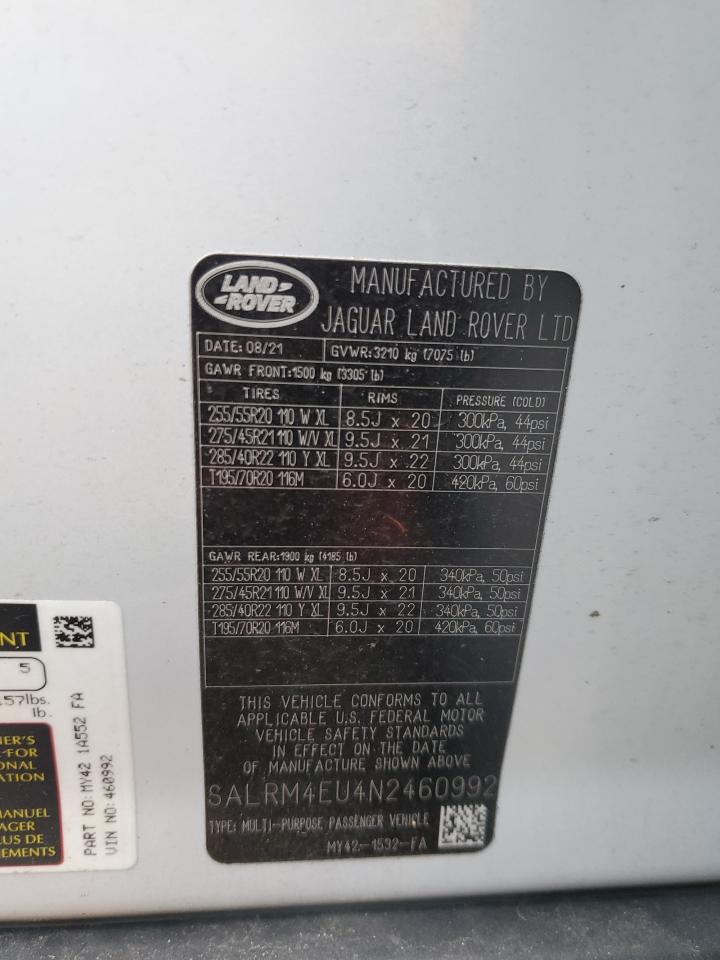 LAND-
-ROVER
MANUFACTURED BY
JAGUAR LAND ROVER LTD
DATE: 08/21 GVWR:3210 kg (7075 lb)
GAWR FRONT:1500 kg (3305 lb)
TIRES RIMS PRESSURE (COLD)
255/55R20 110 W XL 8.5J x 20 300kPa, 44psi
275/45R21 110 W/V XL 9.5J x 21 300kPa, 44psi
285/40R22 110 Y XL 9.5J x 22 300kPa, 44psi
T195/70R20 116M 6.0J x 20 420kPa, 60psi
GAWR REAR:1900 kg (4185 lb)
255/55R20 110 W XL 8.5J x 20 340kPa, 50psi
275/45R21 110 W/V XL 9.5J x 21 340kPa, 50psi
285/40R22 110 Y XL 9.5J x 22 340kPa, 50psi
T195/70R20 116M 6.0J x 20 420kPa, 60psi
THIS VEHICLE CONFORMS TO ALL
APPLICABLE U.S. FEDERAL MOTOR
VEHICLE SAFETY STANDARDS
IN EFFECT ON THE DATE
OF MANUFACTURE SHOWN ABOVE
SALRM4EU4N2460992
TYPE: MULTI-PURPOSE PASSENGER VEHICLE
MY42-1532-FA
5
57lbs.
lb.
PART NO: MY42 1A552 FA
VIN NO: 460992
MANUEL